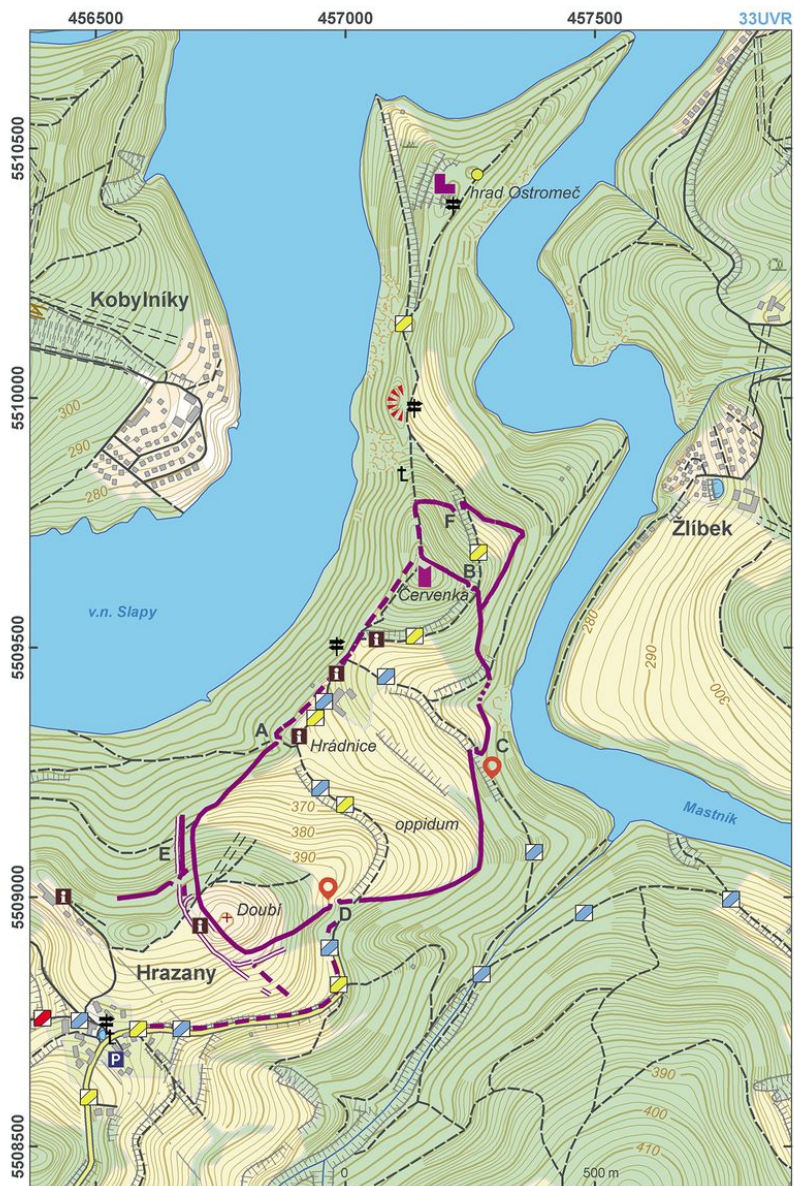 456500
457000
457500
33UVR
5510500
hrad Ostromeč
Kobylníky
5510000
300
290
280
F
Žlíbek
B
Červenka
280
290
300
v.n. Slapy
5509500
A
Hrádnice
C
370
380
390
oppidum
Mastník
E
5509000
Doubí
D
Hrazany
P
390
400
410
5508500
0
500 m